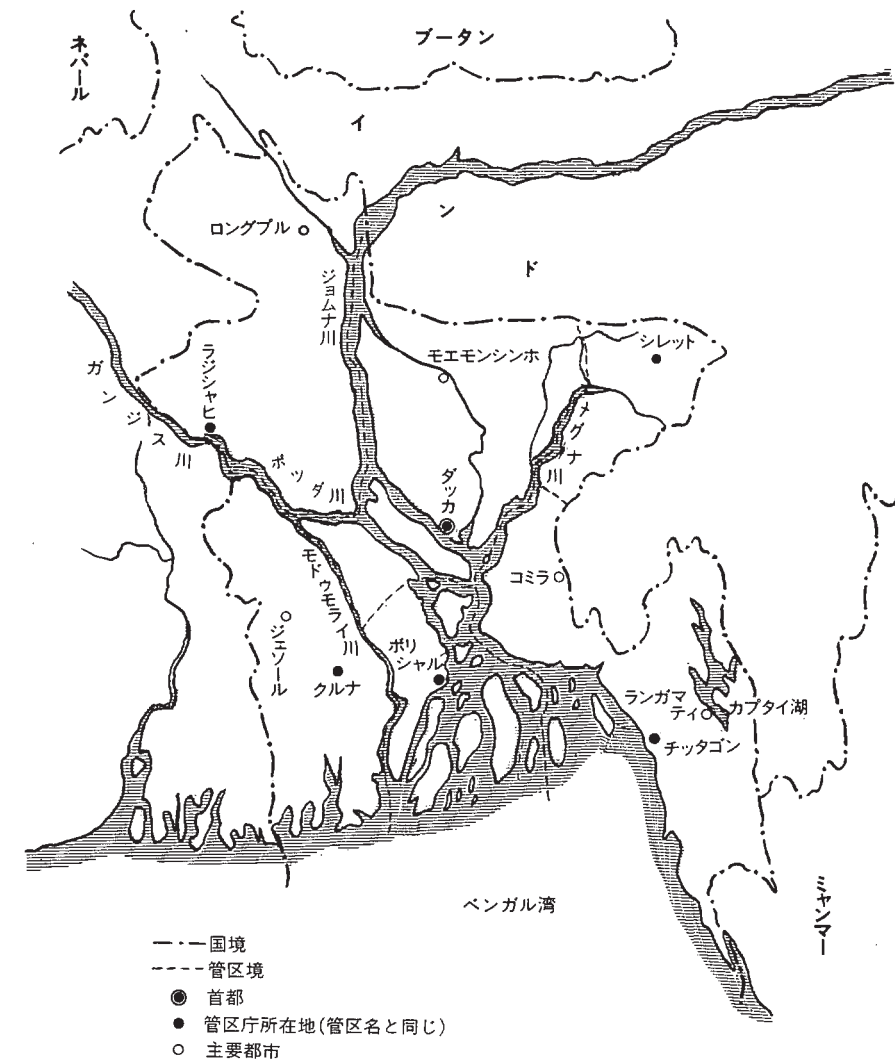 ネパール
ブータン
インド
ロングプル
ジョムナ川
シレット
モエモンシンホ
ラジシャヒ
ガンジス川
メグナ川
ポッダ川
ダッカ
コミラ
モドゥモライ川
ジェソール
クルナ
ボリシャル
ランガマティ
カプタイ湖
チッタゴン
ミャンマー
ベンガル湾
国境
管区境
首都
管区庁所在地(管区名と同じ)
主要都市